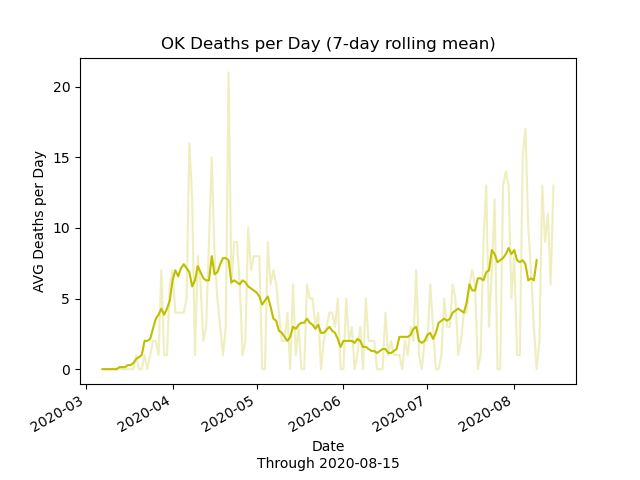 OK Deaths per Day (7-day rolling mean)
AVG Deaths per Day
20
15
10
5
0
2020-03
2020-04
2020-05
2020-06
2020-07
2020-08
Date
Through 2020-08-15